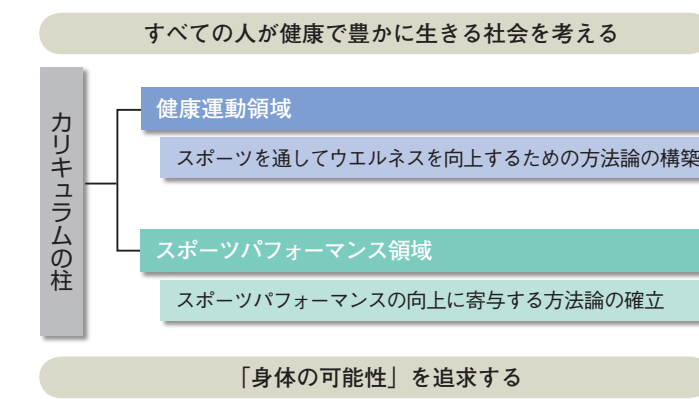 すべての人が健康で豊かに生きる社会を考える
カリキュラムの柱
健康運動領域
スポーツを通してウエルネスを向上するための方法論の構築
スポーツパフォーマンス領域
スポーツパフォーマンスの向上に寄与する方法論の確立
「身体の可能性」を追求する